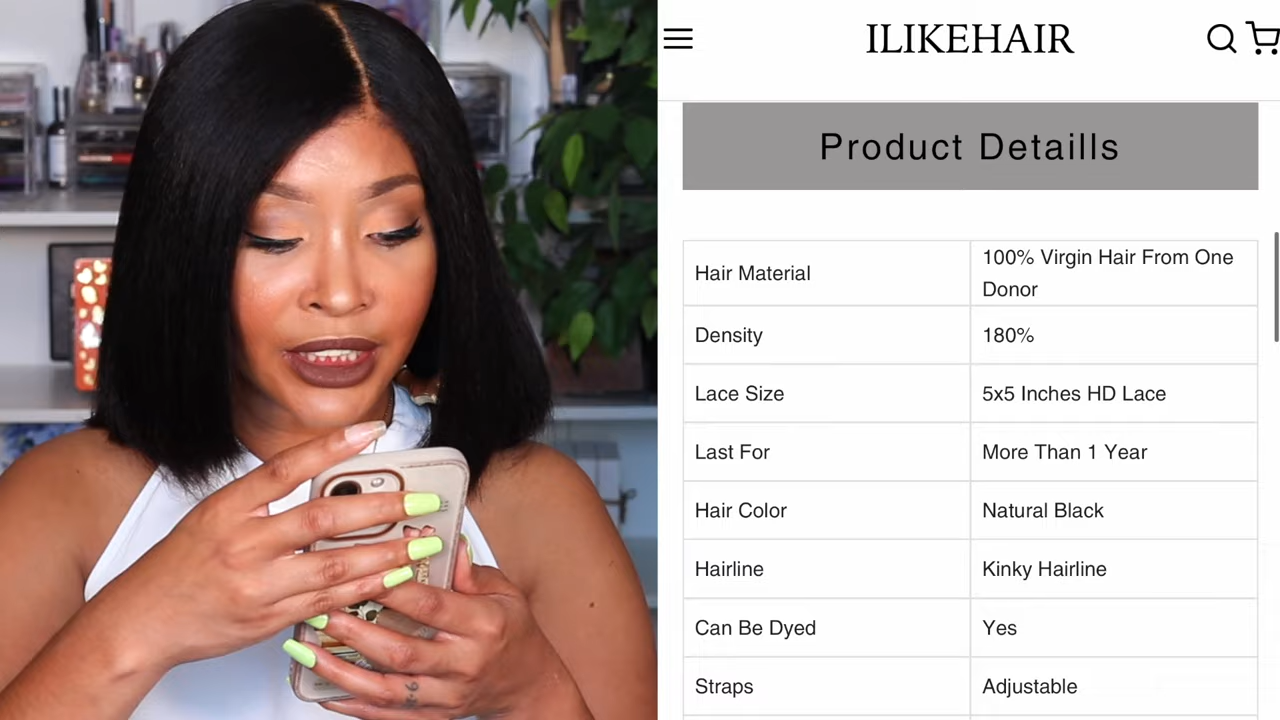 ILIKEHAIR
Product Detaills
Hair Material
100% Virgin Hair From One
Donor
Density
180%
Lace Size
5x5 Inches HD Lace
Last For
More Than 1 Year
Hair Color
Natural Black
Hairline
Kinky Hairline
Can Be Dyed
Yes
Straps
Adjustable